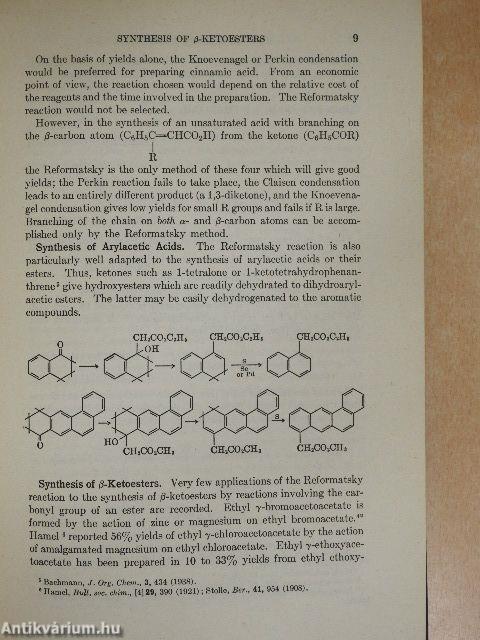 SYNTHESIS OF β-KETOESTERS 9
On the basis of yields alone, the Knoevenagel or Perkin condensation
would be preferred for preparing cinnamic acid. From an economic
point of view, the reaction chosen would depend on the relative cost of
the reagents and the time involved in the preparation. The Reformatsky
reaction would not be selected.
However, in the synthesis of an unsaturated acid with branching on
the β-carbon atom (C₆H₅C=CHCO₂H) from the ketone (C₆H₅COR)
R
the Reformatsky is the only method of these four which will give good
yields; the Perkin reaction fails to take place, the Claisen condensation
leads to an entirely different product (a 1,3-diketone), and the Knoevena-
gel condensation gives low yields for small R groups and fails if R is large.
Branching of the chain on both α- and β-carbon atoms can be accom-
plished only by the Reformatsky method.
Synthesis of Arylacetic Acids. The Reformatsky reaction is also
particularly well adapted to the synthesis of arylacetic acids or their
esters. Thus, ketones such as 1-tetralone or 1-ketotetrahydrophenan-
threne⁵ give hydroxyesters which are readily dehydrated to dihydroaryl-
acetic esters. The latter may be easily dehydrogenated to the aromatic
compounds.
O CH₂CO₂C₂H₅ OH CH₂CO₂C₂H₅ S Se or Pd CH₂CO₂C₂H₅
O HO CH₂CO₂CH₃ CH₂CO₂CH₃ S CH₂CO₂CH₃
Synthesis of β-Ketoesters. Very few applications of the Reformatsky
reaction to the synthesis of β-ketoesters by reactions involving the car-
bonyl group of an ester are recorded. Ethyl γ-bromoacetoacetate is
formed by the action of zinc or magnesium on ethyl bromoacetate.⁴ᵃ
Hamel⁶ reported 56% yields of ethyl γ-chloroacetoacetate by the action
of amalgamated magnesium on ethyl chloroacetate. Ethyl γ-ethoxyace-
toacetate has been prepared in 10 to 33% yields from ethyl ethoxy-
⁵ Bachmann, J. Org. Chem., 3, 434 (1938).
⁶ Hamel, Bull. soc. chim., [4] 29, 390 (1921); Stolle, Ber., 41, 954 (1908).
Antikvárium.hu